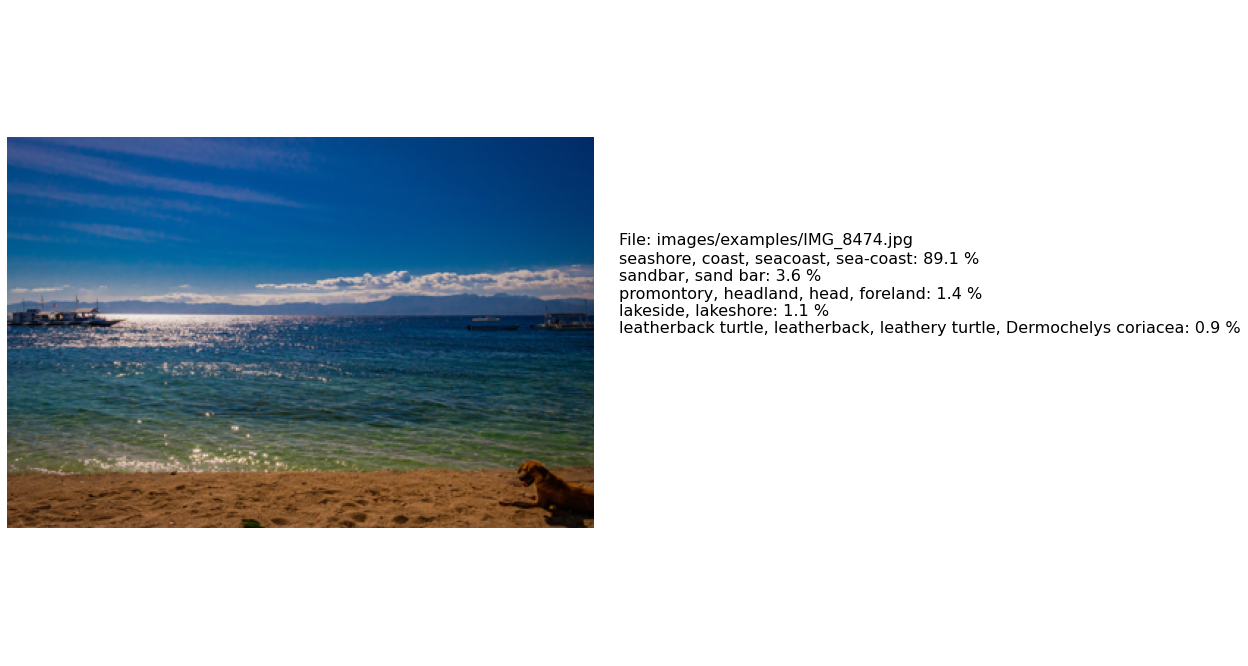 File: images/examples/IMG_8474.jpg
seashore, coast, seacoast, sea-coast: 89.1 %
sandbar, sand bar: 3.6 %
promontory, headland, head, foreland: 1.4 %
lakeside, lakeshore: 1.1 %
leatherback turtle, leatherback, leathery turtle, Dermochelys coriacea: 0.9 %